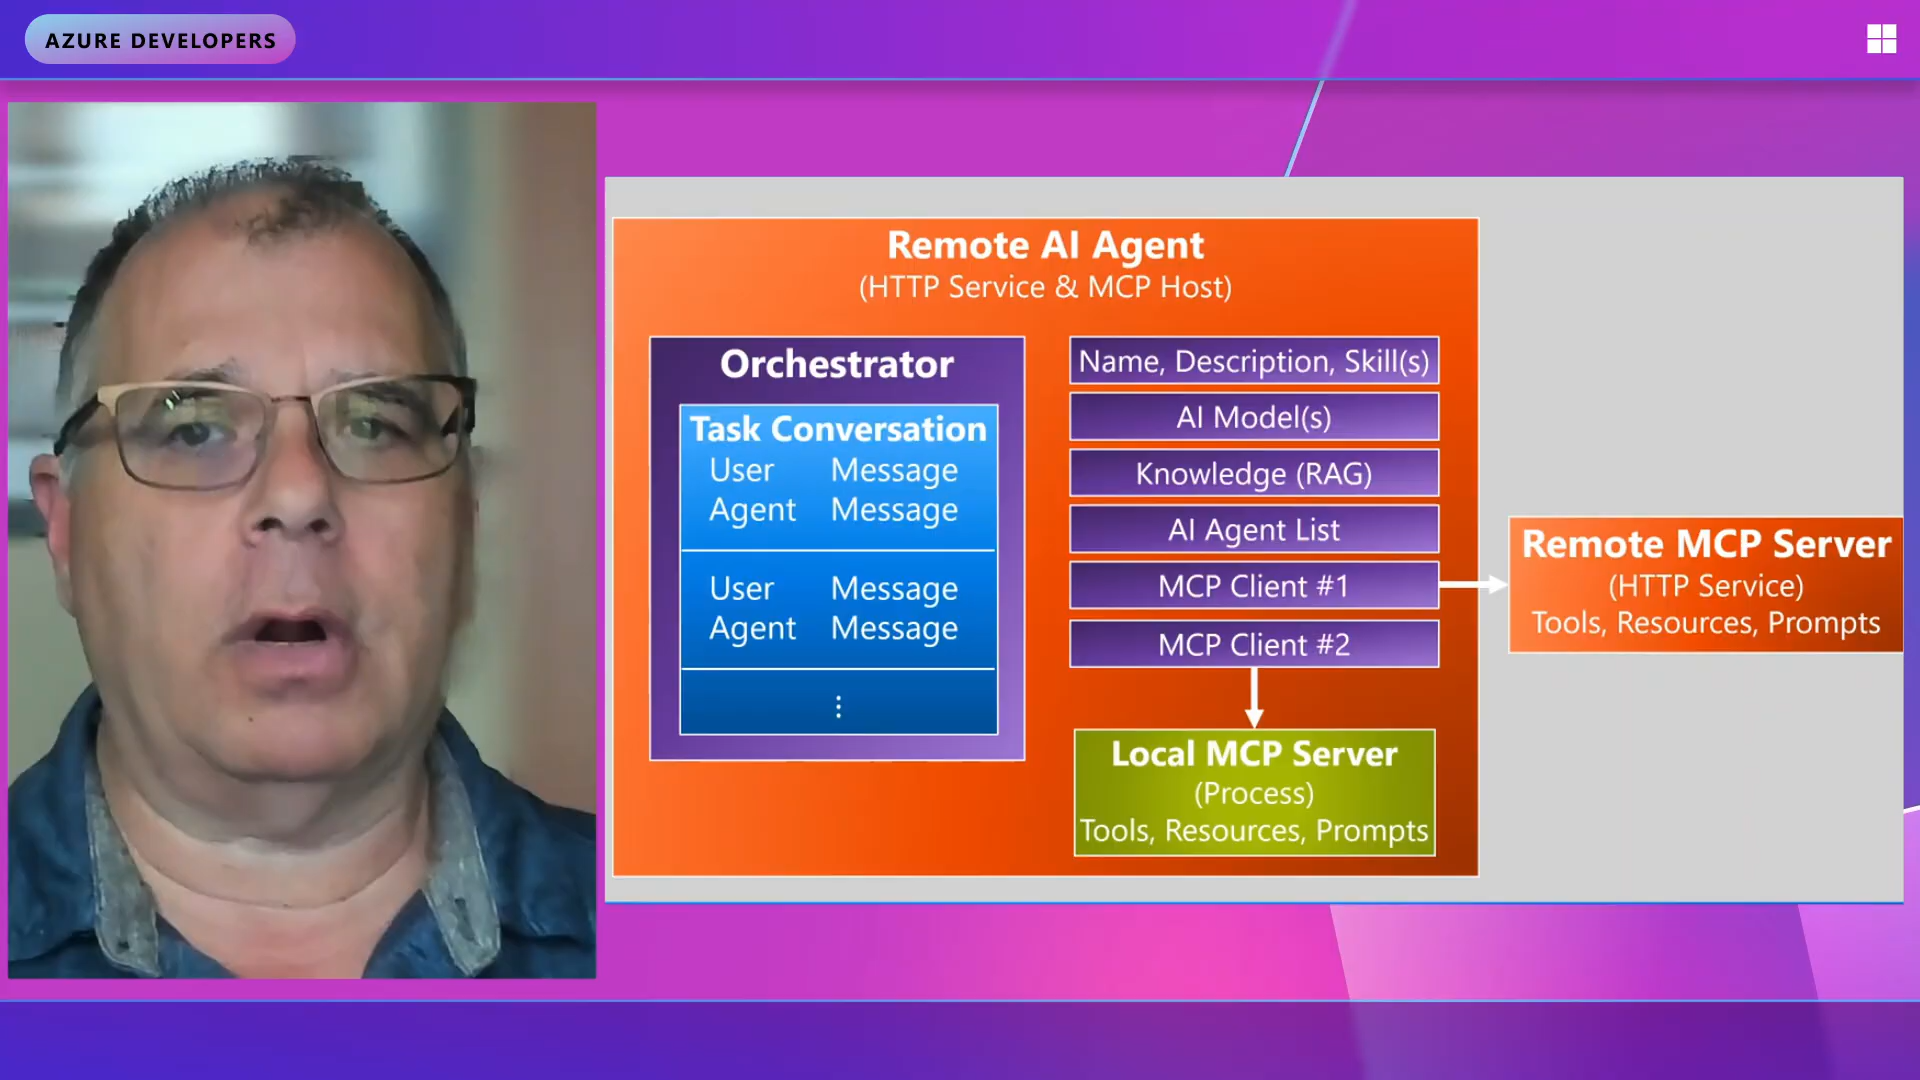 AZURE DEVELOPERS
Remote AI Agent
(HTTP Service & MCP Host)
Orchestrator
Task Conversation
User Message
Agent Message
User Message
Agent Message
⋮
Name, Description, Skill(s)
AI Model(s)
Knowledge (RAG)
AI Agent List
MCP Client #1
MCP Client #2
Local MCP Server
(Process)
Tools, Resources, Prompts
Remote MCP Server
(HTTP Service)
Tools, Resources, Prompts